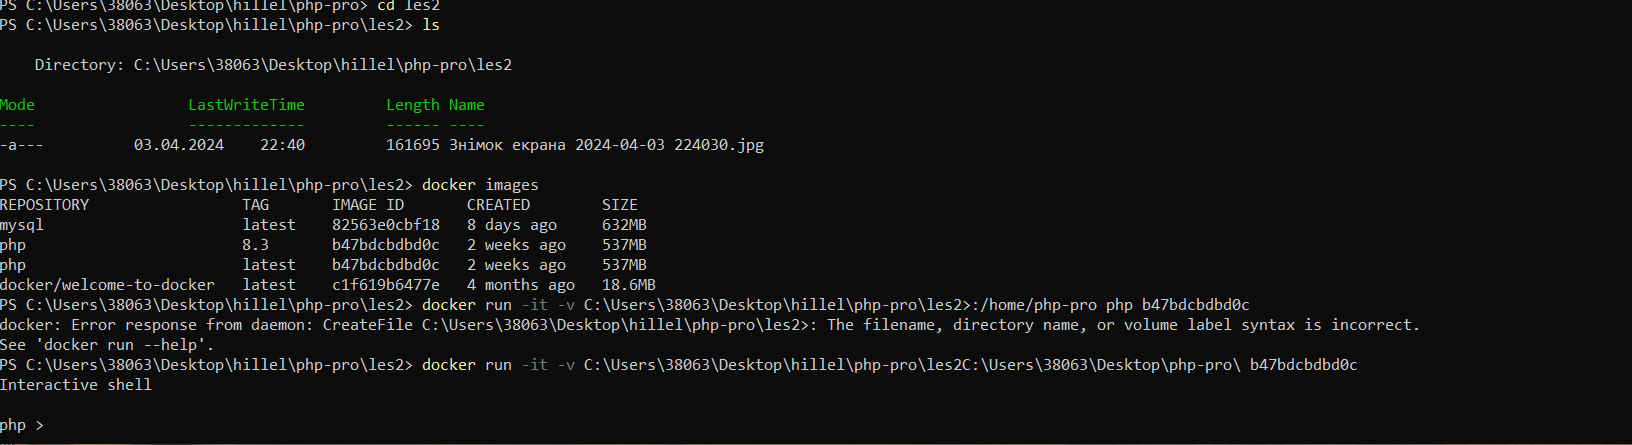 PS C:\Users\38063\Desktop\hillel\php-pro> cd les2
PS C:\Users\38063\Desktop\hillel\php-pro\les2> ls
Directory: C:\Users\38063\Desktop\hillel\php-pro\les2
Mode                 LastWriteTime         Length Name
----                 -------------         ------ ----
-a---          03.04.2024    22:40         161695 Знімок екрана 2024-04-03 224030.jpg
PS C:\Users\38063\Desktop\hillel\php-pro\les2> docker images
REPOSITORY                 TAG       IMAGE ID       CREATED        SIZE
mysql                      latest    82563e0cbf18   8 days ago     632MB
php                        8.3       b47bdcbdbd0c   2 weeks ago    537MB
php                        latest    b47bdcbdbd0c   2 weeks ago    537MB
docker/welcome-to-docker   latest    c1f619b6477e   4 months ago   18.6MB
PS C:\Users\38063\Desktop\hillel\php-pro\les2> docker run -it -v C:\Users\38063\Desktop\hillel\php-pro\les2>:/home/php-pro php b47bdcbdbd0c
docker: Error response from daemon: CreateFile C:\Users\38063\Desktop\hillel\php-pro\les2>: The filename, directory name, or volume label syntax is incorrect.
See 'docker run --help'.
PS C:\Users\38063\Desktop\hillel\php-pro\les2> docker run -it -v C:\Users\38063\Desktop\hillel\php-pro\les2C:\Users\38063\Desktop\php-pro\ b47bdcbdbd0c
Interactive shell
php >